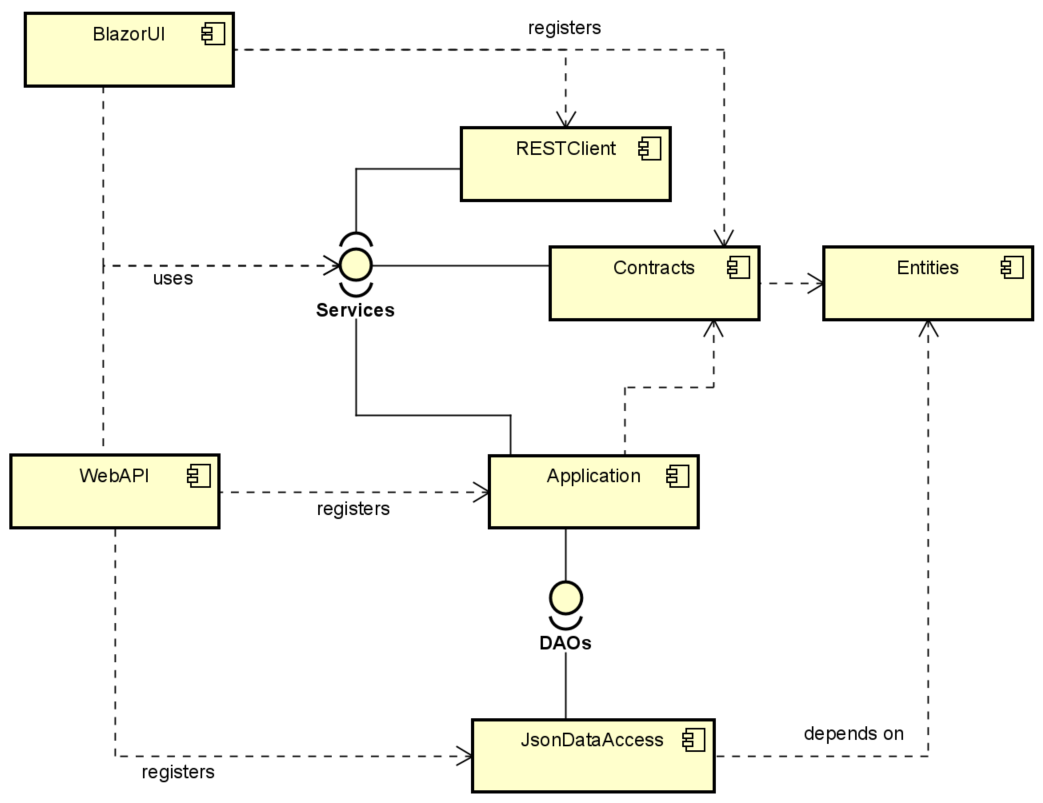 BlazorUI
registers
RESTClient
uses
Services
Contracts
Entities
WebAPI
registers
Application
DAOs
JsonDataAccess
depends on
registers